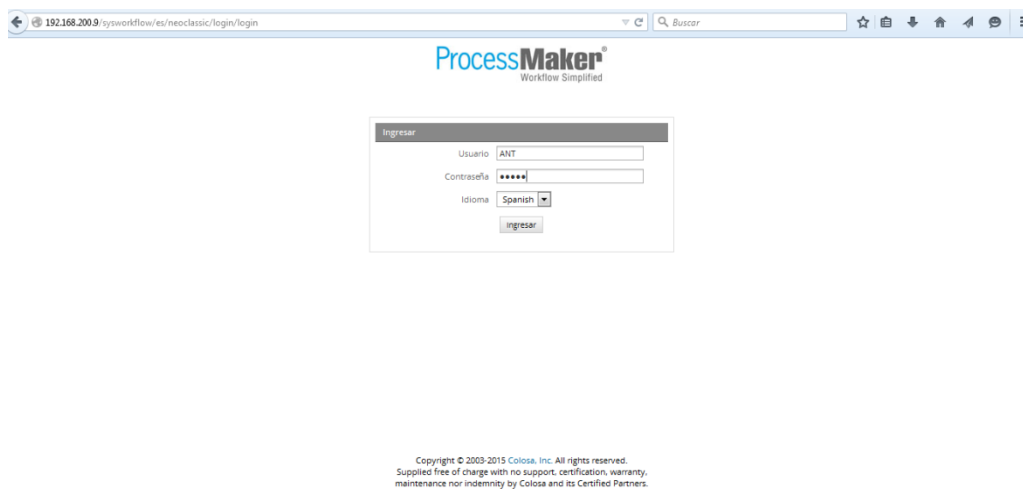 192.168.200.9/sysworkflow/es/neoclassic/login/login
Buscar
ProcessMaker®
Workflow Simplified
Ingresar
Usuario ANT
Contraseña •••••
Idioma Spanish
Ingresar
Copyright © 2003-2015 Colosa, Inc. All rights reserved.
Supplied free of charge with no support, certification, warranty,
maintenance nor indemnity by Colosa and its Certified Partners.